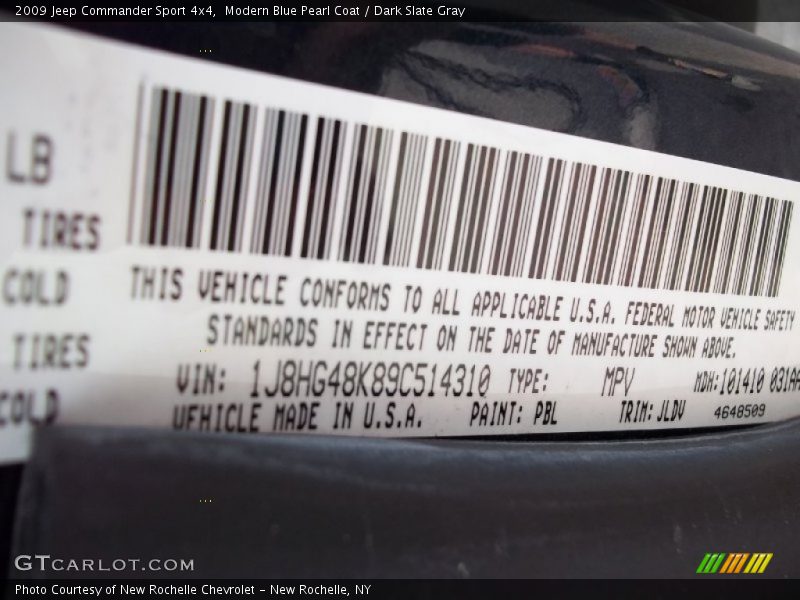 2009 Jeep Commander Sport 4x4,  Modern Blue Pearl Coat / Dark Slate Gray
LB
TIRES
COLD
TIRES
COLD
THIS VEHICLE CONFORMS TO ALL APPLICABLE U.S.A. FEDERAL MOTOR VEHICLE SAFETY
STANDARDS IN EFFECT ON THE DATE OF MANUFACTURE SHOWN ABOVE.
VIN: 1J8HG48K89C514310 TYPE: MPV MDH:101410
VEHICLE MADE IN U.S.A. PAINT: PBL TRIM: JLDV 4648509
GTCARLOT.COM
Photo Courtesy of New Rochelle Chevrolet – New Rochelle, NY